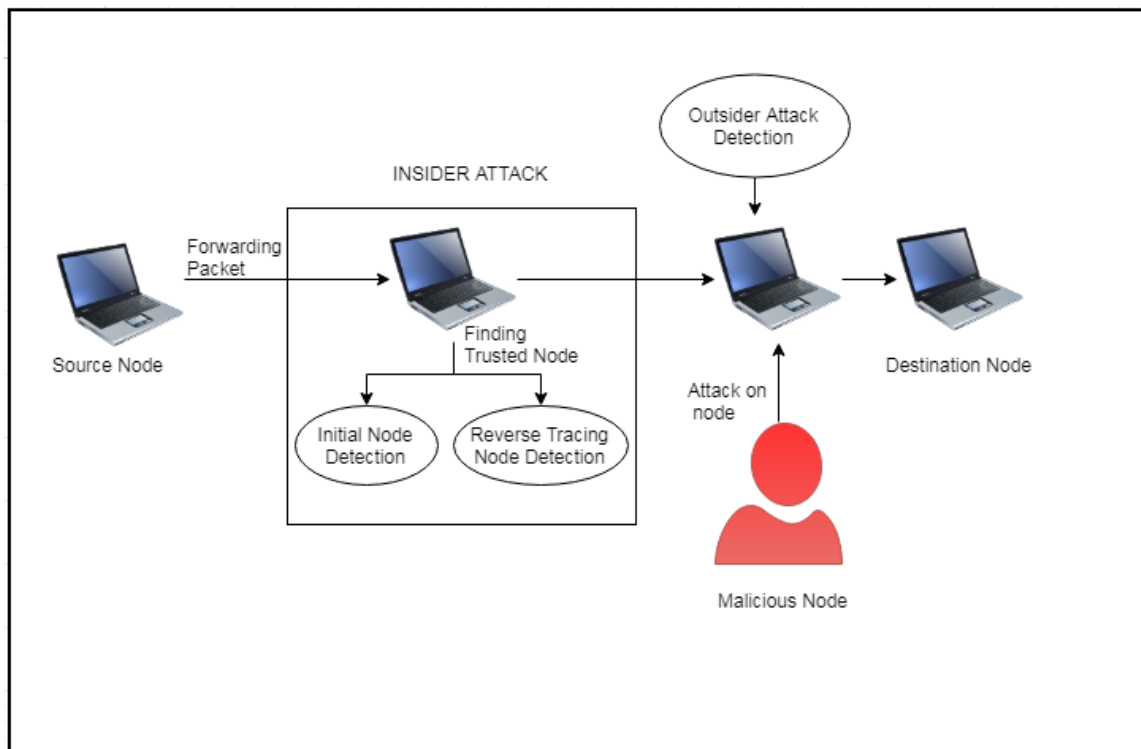 Outsider Attack
Detection
INSIDER ATTACK
Forwarding
Packet
Finding
Trusted Node
Source Node
Destination Node
Attack on
node
Initial Node
Detection
Reverse Tracing
Node Detection
Malicious Node